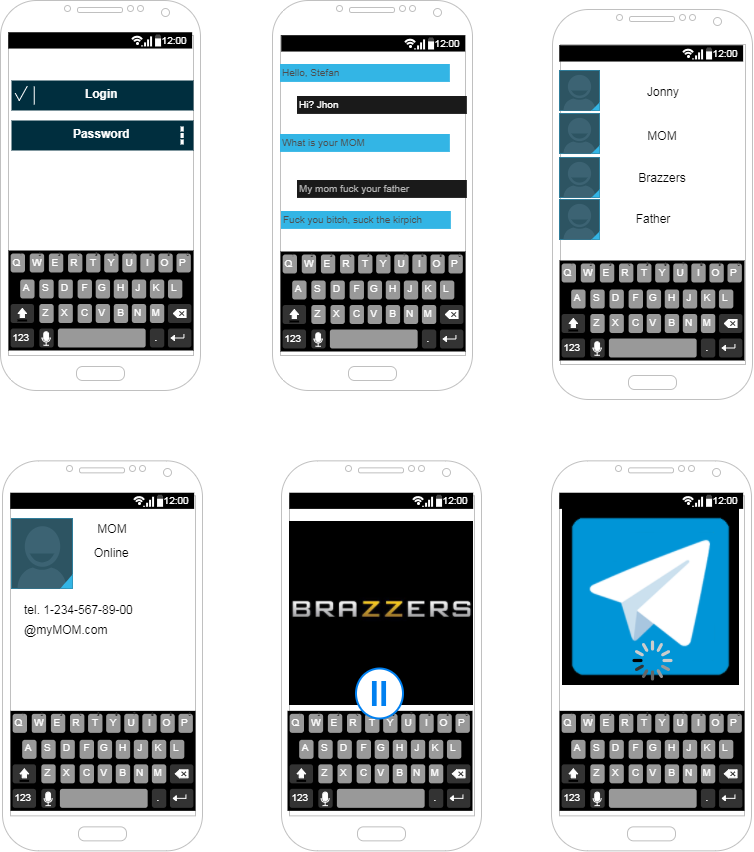 12:00
Login
Password
Q W E R T Y U I O P
A S D F G H J K L
Z X C V B N M
123 .
12:00
Hello, Stefan
Hi? Jhon
What is your MOM
My mom fuck your father
Fuck you bitch, suck the kirpich
Q W E R T Y U I O P
A S D F G H J K L
Z X C V B N M
123 .
12:00
Jonny
MOM
Brazzers
Father
Q W E R T Y U I O P
A S D F G H J K L
Z X C V B N M
123 .
12:00
MOM
Online
tel. 1-234-567-89-00
@myMOM.com
Q W E R T Y U I O P
A S D F G H J K L
Z X C V B N M
123 .
12:00
BRAZZERS
Q W E R T Y U I O P
A S D F G H J K L
Z X C V B N M
123 .
12:00
Q W E R T Y U I O P
A S D F G H J K L
Z X C V B N M
123 .